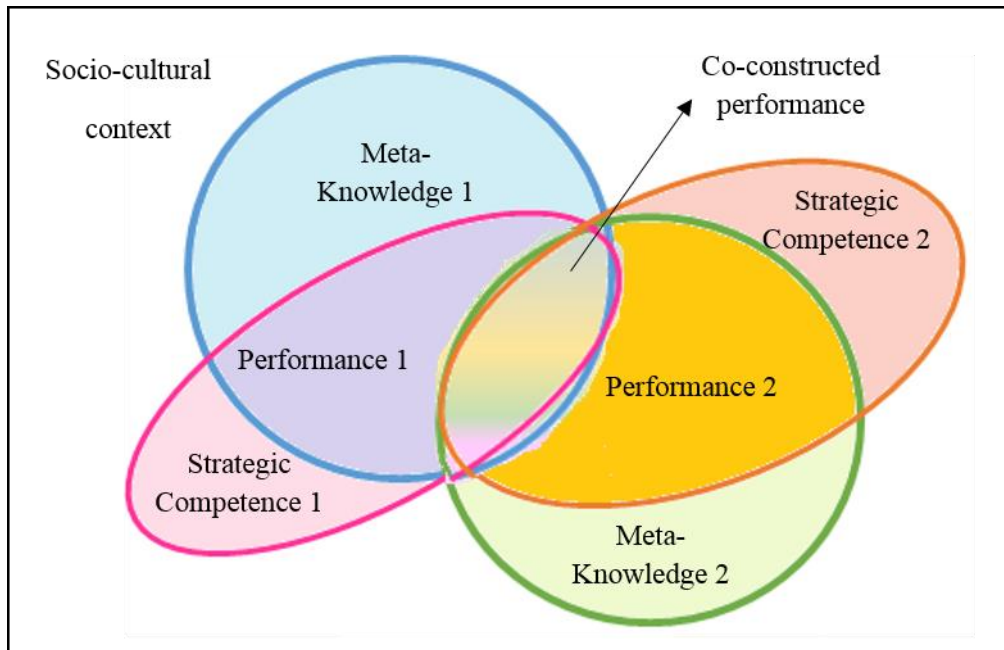 Socio-cultural
context
Co-constructed
performance
Meta-
Knowledge 1
Strategic
Competence 2
Performance 1
Performance 2
Strategic
Competence 1
Meta-
Knowledge 2